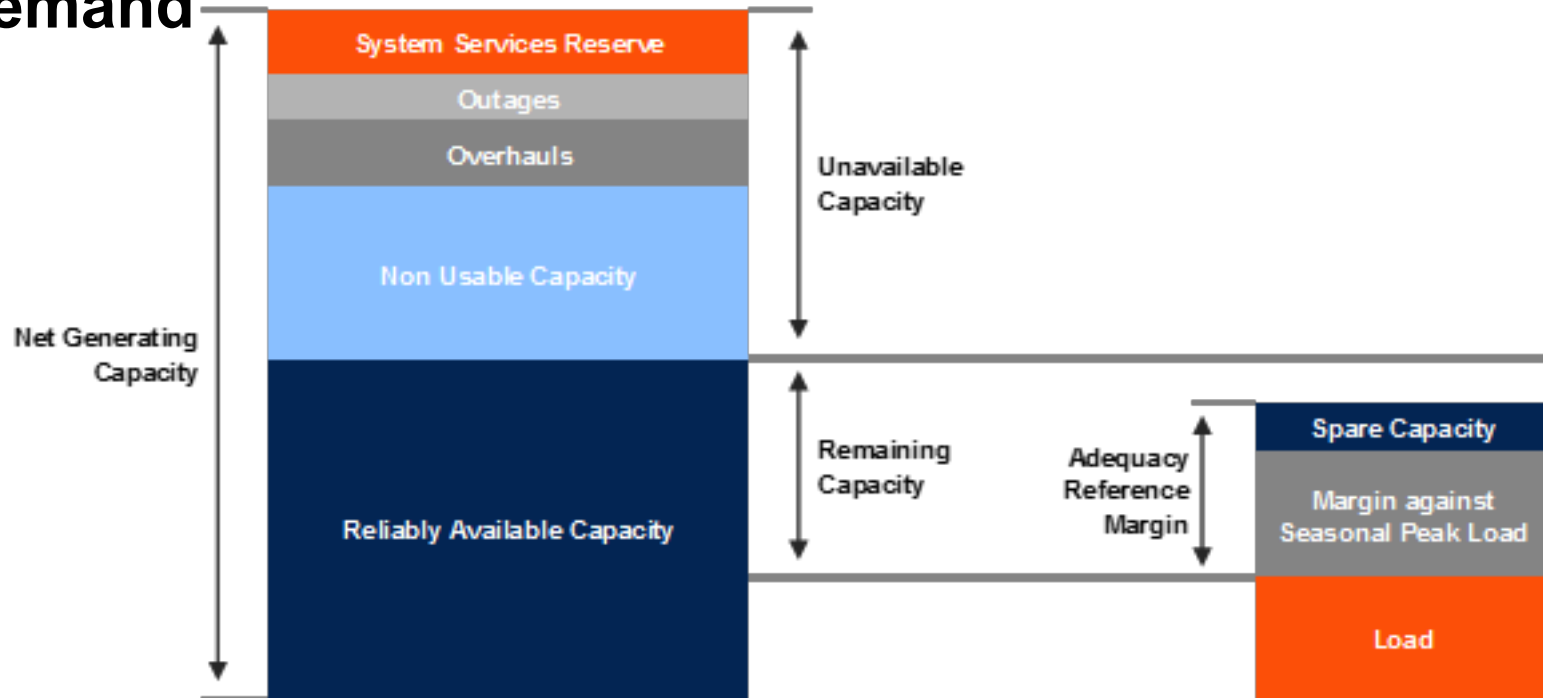 emand
System Services Reserve
Outages
Overhauls
Unavailable
Capacity
Non Usable Capacity
Net Generating
Capacity
Remaining
Capacity
Reliably Available Capacity
Adequacy
Reference
Margin
Spare Capacity
Margin against
Seasonal Peak Load
Load